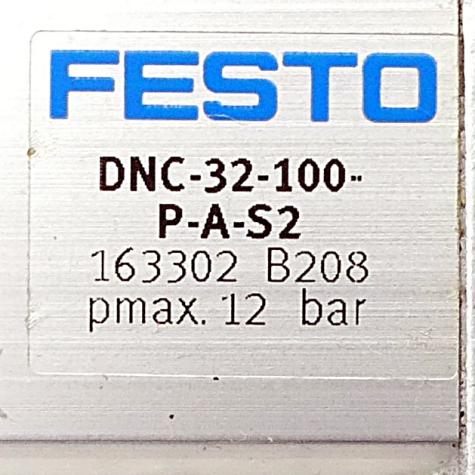 FESTO
DNC-32-100-
P-A-S2
163302 B208
pmax. 12 bar